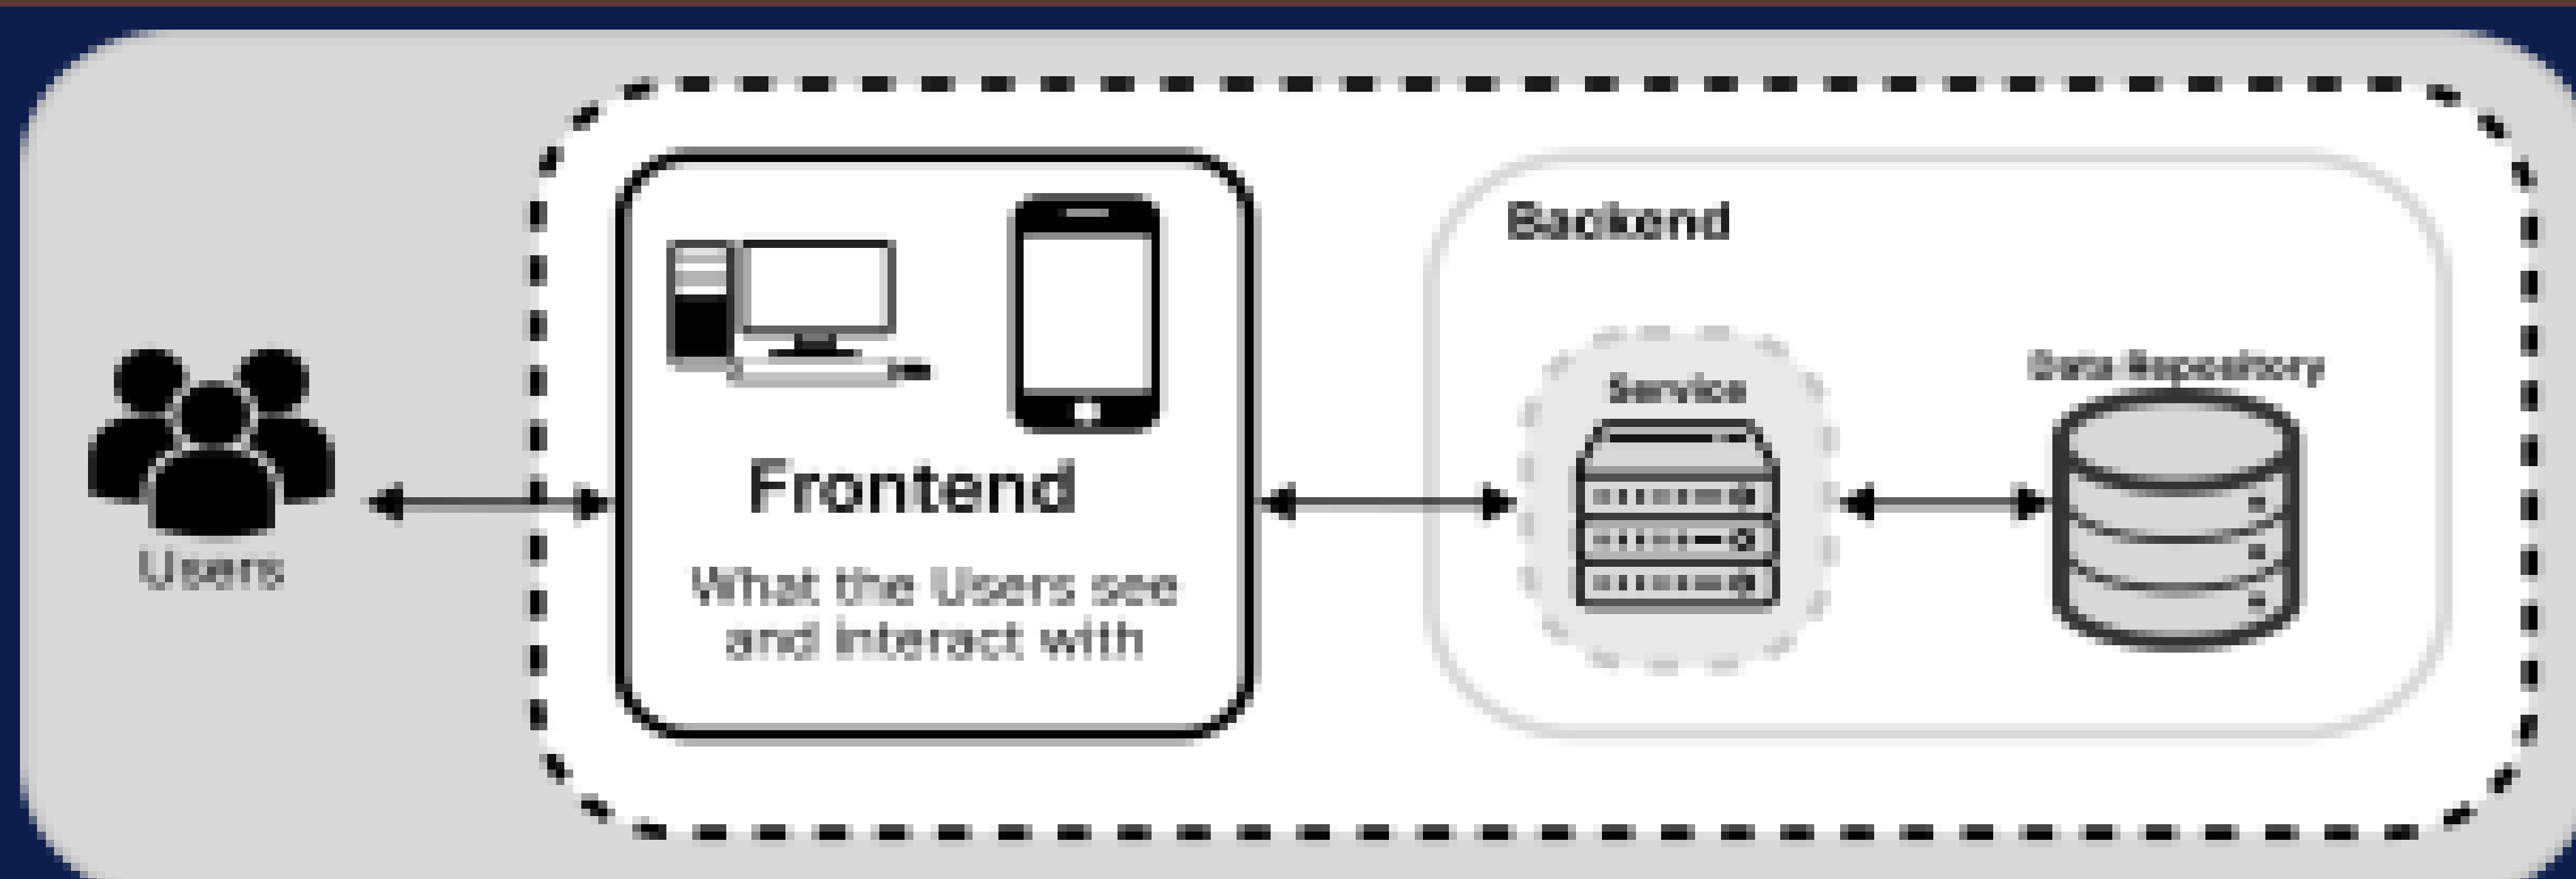 Users
Frontend
What the Users see
and interact with
Backend
Service
Data Repository